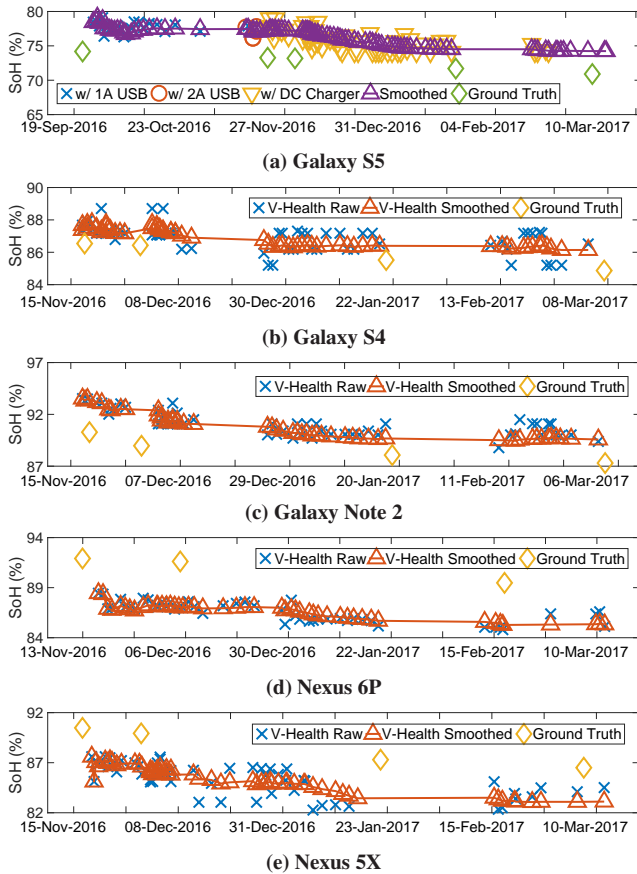 80
75
70
65
SoH (%)
w/ 1A USB w/ 2A USB w/ DC Charger Smoothed Ground Truth
19-Sep-2016 23-Oct-2016 27-Nov-2016 31-Dec-2016 04-Feb-2017 10-Mar-2017
(a) Galaxy S5
90
88
86
84
SoH (%)
V-Health Raw V-Health Smoothed Ground Truth
15-Nov-2016 08-Dec-2016 30-Dec-2016 22-Jan-2017 13-Feb-2017 08-Mar-2017
(b) Galaxy S4
97
92
87
SoH (%)
V-Health Raw V-Health Smoothed Ground Truth
15-Nov-2016 07-Dec-2016 29-Dec-2016 20-Jan-2017 11-Feb-2017 06-Mar-2017
(c) Galaxy Note 2
94
89
84
SoH (%)
V-Health Raw V-Health Smoothed Ground Truth
13-Nov-2016 06-Dec-2016 30-Dec-2016 22-Jan-2017 15-Feb-2017 10-Mar-2017
(d) Nexus 6P
92
87
82
SoH (%)
V-Health Raw V-Health Smoothed Ground Truth
15-Nov-2016 08-Dec-2016 31-Dec-2016 23-Jan-2017 15-Feb-2017 10-Mar-2017
(e) Nexus 5X